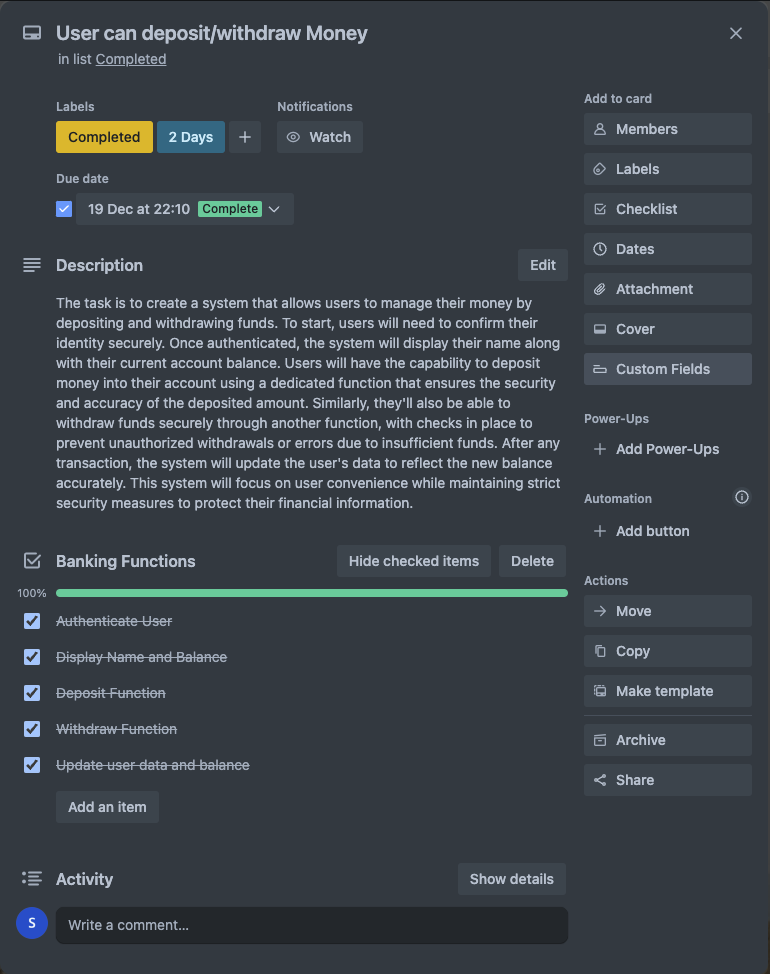 User can deposit/withdraw Money
in list Completed
Labels
Notifications
Completed
2 Days
Watch
Due date
19 Dec at 22:10 Complete
Description
Edit
The task is to create a system that allows users to manage their money by
depositing and withdrawing funds. To start, users will need to confirm their
identity securely. Once authenticated, the system will display their name along
with their current account balance. Users will have the capability to deposit
money into their account using a dedicated function that ensures the security
and accuracy of the deposited amount. Similarly, they'll also be able to
withdraw funds securely through another function, with checks in place to
prevent unauthorized withdrawals or errors due to insufficient funds. After any
transaction, the system will update the user's data to reflect the new balance
accurately. This system will focus on user convenience while maintaining strict
security measures to protect their financial information.
Banking Functions
Hide checked items
Delete
100%
Authenticate User
Display Name and Balance
Deposit Function
Withdraw Function
Update user data and balance
Add an item
Activity
Show details
S
Write a comment...
Add to card
Members
Labels
Checklist
Dates
Attachment
Cover
Custom Fields
Power-Ups
Add Power-Ups
Automation
Add button
Actions
Move
Copy
Make template
Archive
Share